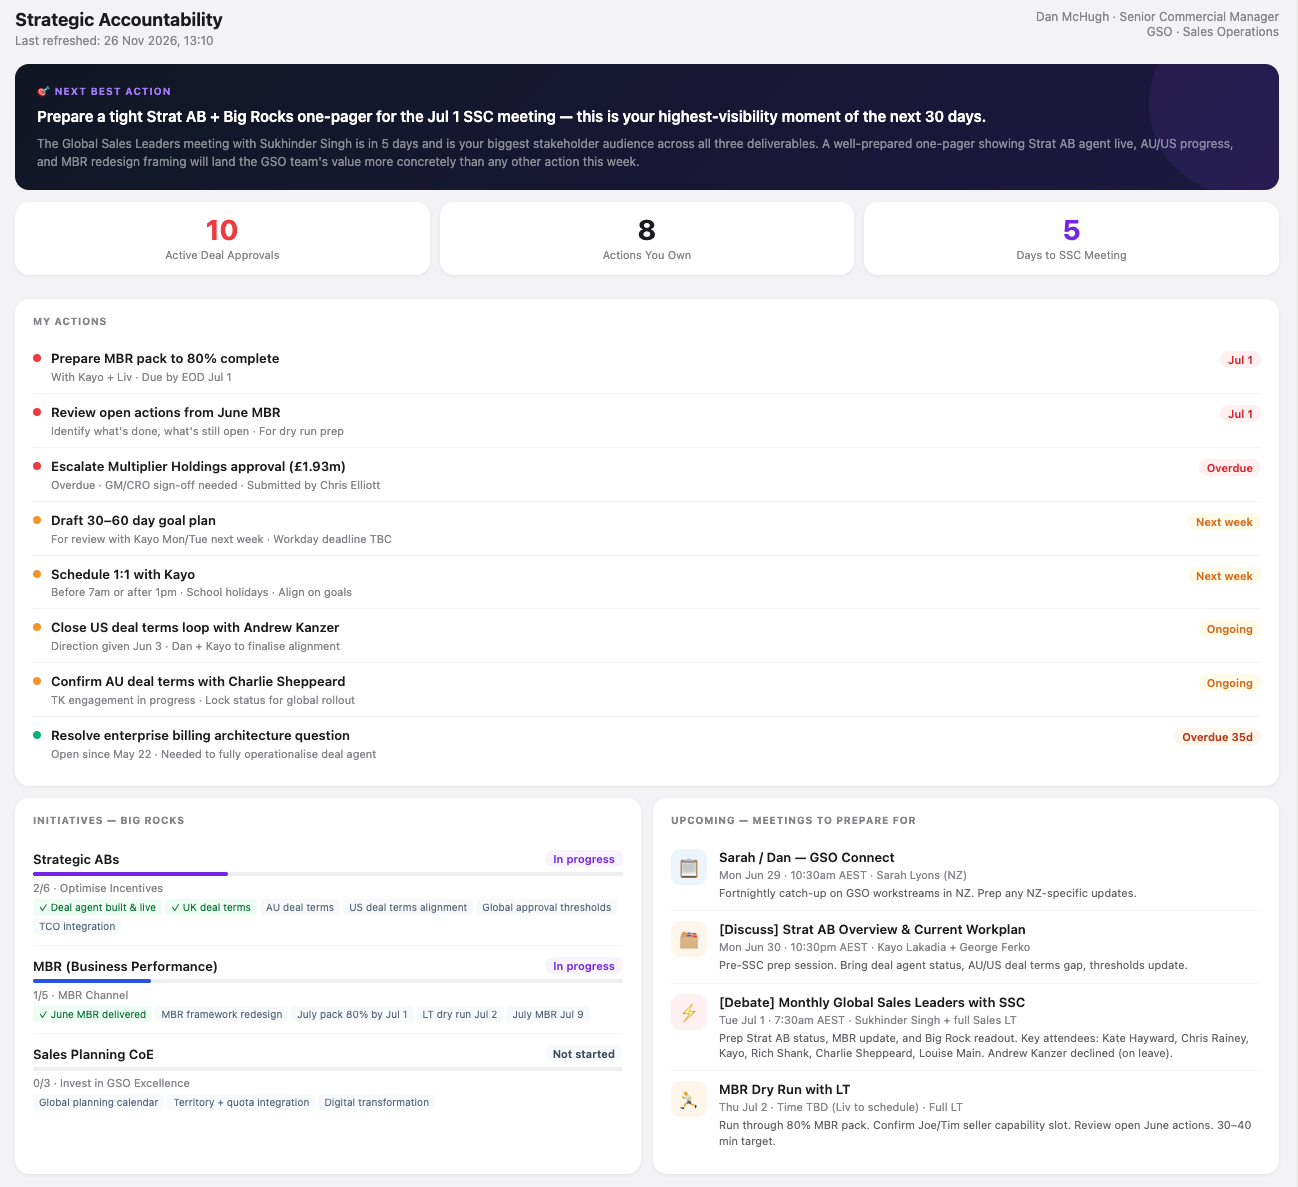 Strategic Accountability
Last refreshed: 26 Nov 2026, 13:10
Dan McHugh · Senior Commercial Manager
GSO · Sales Operations
NEXT BEST ACTION
Prepare a tight Strat AB + Big Rocks one-pager for the Jul 1 SSC meeting — this is your highest-visibility moment of the next 30 days.
The Global Sales Leaders meeting with Sukhinder Singh is in 5 days and is your biggest stakeholder audience across all three deliverables. A well-prepared one-pager showing Strat AB agent live, AU/US progress,
and MBR redesign framing will land the GSO team's value more concretely than any other action this week.
10
Active Deal Approvals
8
Actions You Own
5
Days to SSC Meeting
MY ACTIONS
Prepare MBR pack to 80% complete
Jul 1
With Kayo + Liv · Due by EOD Jul 1
Review open actions from June MBR
Jul 1
Identify what's done, what's still open · For dry run prep
Escalate Multiplier Holdings approval (£1.93m)
Overdue
Overdue · GM/CRO sign-off needed · Submitted by Chris Elliott
Draft 30–60 day goal plan
Next week
For review with Kayo Mon/Tue next week · Workday deadline TBC
Schedule 1:1 with Kayo
Next week
Before 7am or after 1pm · School holidays · Align on goals
Close US deal terms loop with Andrew Kanzer
Ongoing
Direction given Jun 3 · Dan + Kayo to finalise alignment
Confirm AU deal terms with Charlie Sheppeard
Ongoing
TK engagement in progress · Lock status for global rollout
Resolve enterprise billing architecture question
Overdue 35d
Open since May 22 · Needed to fully operationalise deal agent
INITIATIVES — BIG ROCKS
Strategic ABs
In progress
2/6 · Optimise Incentives
✓ Deal agent built & live ✓ UK deal terms AU deal terms US deal terms alignment Global approval thresholds
TCO integration
MBR (Business Performance)
In progress
1/5 · MBR Channel
✓ June MBR delivered MBR framework redesign July pack 80% by Jul 1 LT dry run Jul 2 July MBR Jul 9
Sales Planning CoE
Not started
0/3 · Invest in GSO Excellence
Global planning calendar Territory + quota integration Digital transformation
UPCOMING — MEETINGS TO PREPARE FOR
Sarah / Dan — GSO Connect
Mon Jun 29 · 10:30am AEST · Sarah Lyons (NZ)
Fortnightly catch-up on GSO workstreams in NZ. Prep any NZ-specific updates.
[Discuss] Strat AB Overview & Current Workplan
Mon Jun 30 · 10:30pm AEST · Kayo Lakadia + George Ferko
Pre-SSC prep session. Bring deal agent status, AU/US deal terms gap, thresholds update.
[Debate] Monthly Global Sales Leaders with SSC
Tue Jul 1 · 7:30am AEST · Sukhinder Singh + full Sales LT
Prep Strat AB status, MBR update, and Big Rock readout. Key attendees: Kate Hayward, Chris Rainey,
Kayo, Rich Shank, Charlie Sheppeard, Louise Main. Andrew Kanzer declined (on leave).
MBR Dry Run with LT
Thu Jul 2 · Time TBD (Liv to schedule) · Full LT
Run through 80% MBR pack. Confirm Joe/Tim seller capability slot. Review open June actions. 30–40
min target.